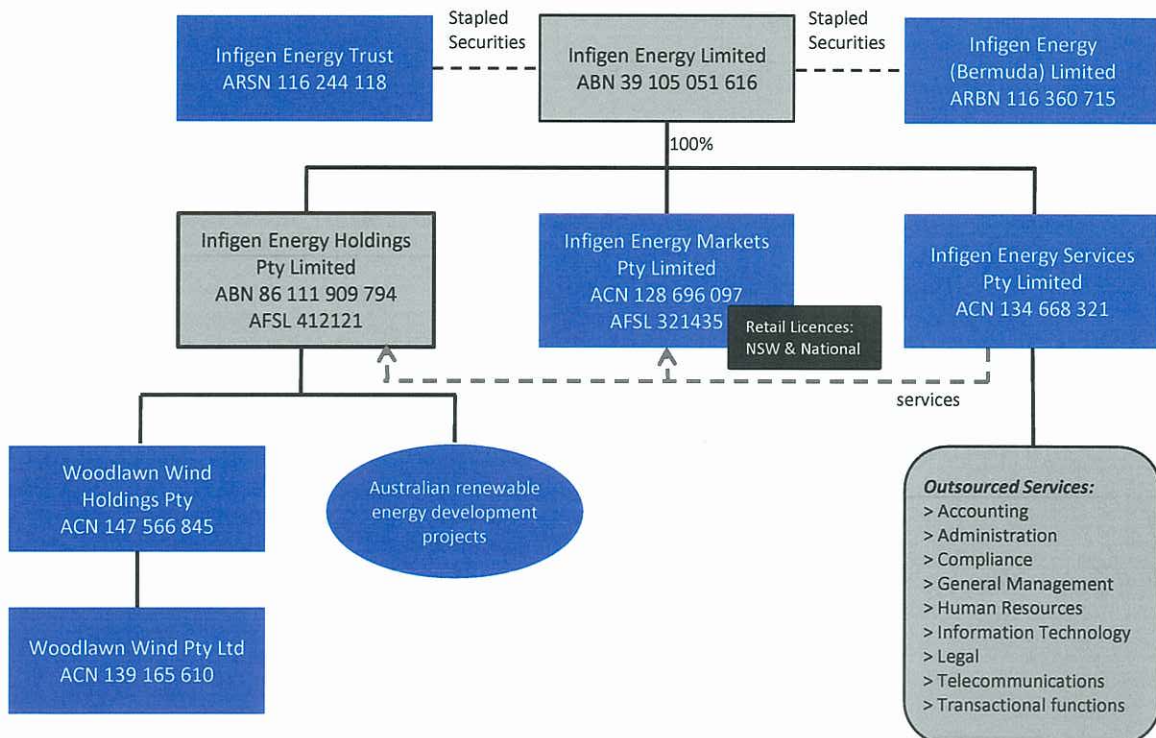 Stapled
Securities
Stapled
Securities
Infigen Energy Trust
ARSN 116 244 118
Infigen Energy Limited
ABN 39 105 051 616
Infigen Energy
(Bermuda) Limited
ARBN 116 360 715
100%
Infigen Energy Holdings
Pty Limited
ABN 86 111 909 794
AFSL 412121
Infigen Energy Markets
Pty Limited
ACN 128 696 097
AFSL 321435
Retail Licences:
NSW & National
Infigen Energy Services
Pty Limited
ACN 134 668 321
services
Woodlawn Wind
Holdings Pty
ACN 147 566 845
Australian renewable
energy development
projects
Woodlawn Wind Pty Ltd
ACN 139 165 610
Outsourced Services:
> Accounting
> Administration
> Compliance
> General Management
> Human Resources
> Information Technology
> Legal
> Telecommunications
> Transactional functions